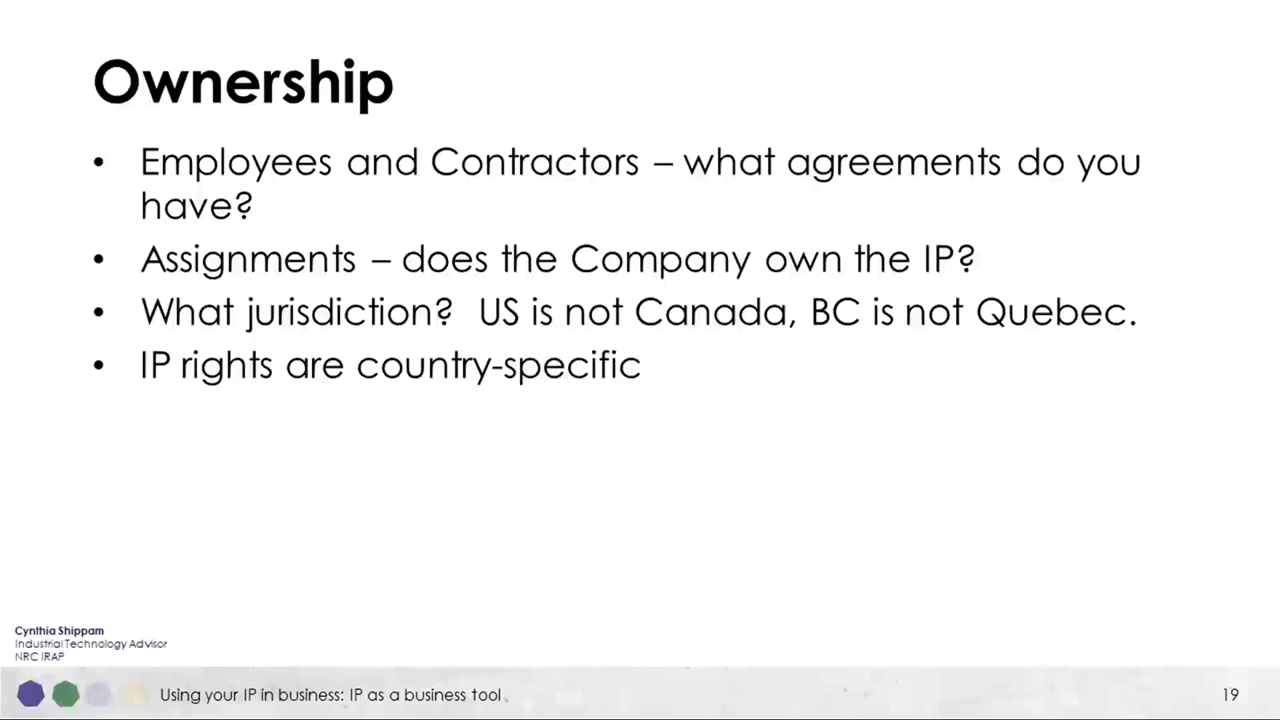 Ownership
• Employees and Contractors – what agreements do you
have?
• Assignments – does the Company own the IP?
• What jurisdiction?  US is not Canada, BC is not Quebec.
• IP rights are country-specific
Cynthia Shippam
Industrial Technology Advisor
NRC IRAP
Using your IP in business: IP as a business tool
19